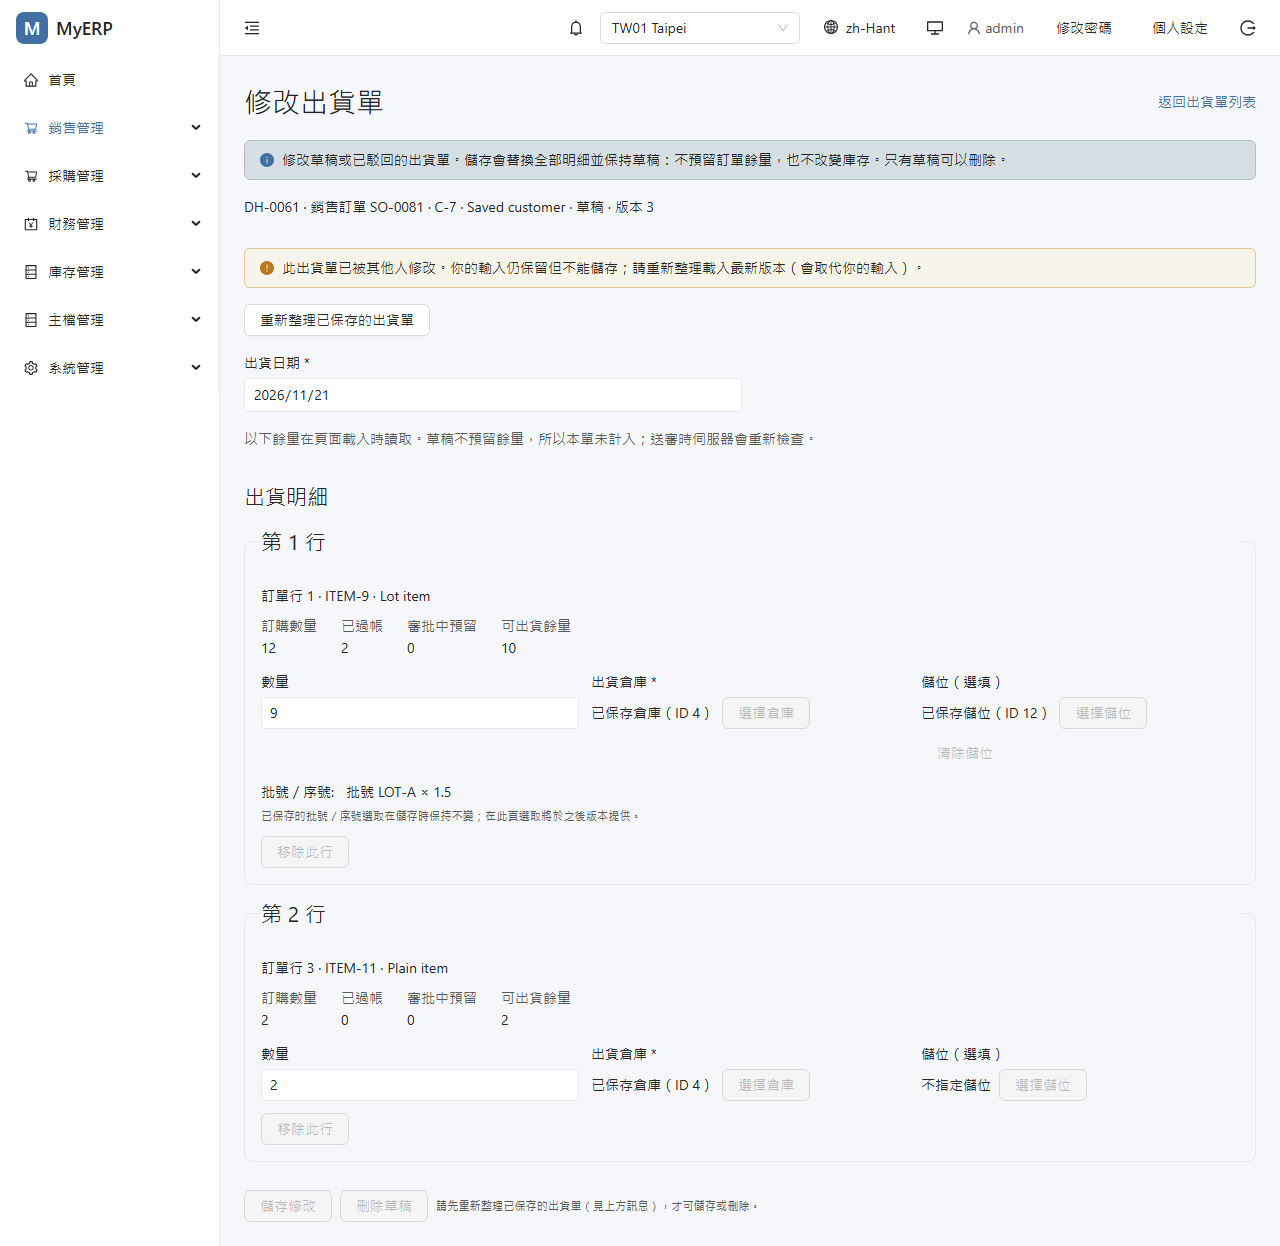 M MyERP
TW01 Taipei
zh-Hant
admin
修改密碼
個人設定
首頁
銷售管理
採購管理
財務管理
庫存管理
主檔管理
系統管理
修改出貨單
返回出貨單列表
修改草稿或已駁回的出貨單。儲存會替換全部明細並保持草稿：不預留訂單餘量，也不改變庫存。只有草稿可以刪除。
DH-0061 · 銷售訂單 SO-0081 · C-7 · Saved customer · 草稿 · 版本 3
此出貨單已被其他人修改。你的輸入仍保留但不能儲存；請重新整理載入最新版本（會取代你的輸入）。
重新整理已保存的出貨單
出貨日期 *
2026/11/21
以下餘量在頁面載入時讀取。草稿不預留餘量，所以本單未計入；送審時伺服器會重新檢查。
出貨明細
第 1 行
訂單行 1 · ITEM-9 · Lot item
訂購數量 已過帳 審批中預留 可出貨餘量
12 2 0 10
數量 出貨倉庫 * 儲位（選填）
9 已保存倉庫（ID 4） 選擇倉庫 已保存儲位（ID 12） 選擇儲位
清除儲位
批號 / 序號: 批號 LOT-A × 1.5
已保存的批號 / 序號選取在儲存時保持不變；在此頁選取將於之後版本提供。
移除此行
第 2 行
訂單行 3 · ITEM-11 · Plain item
訂購數量 已過帳 審批中預留 可出貨餘量
2 0 0 2
數量 出貨倉庫 * 儲位（選填）
2 已保存倉庫（ID 4） 選擇倉庫 不指定儲位 選擇儲位
移除此行
儲存修改 刪除草稿 請先重新整理已保存的出貨單（見上方訊息），才可儲存或刪除。